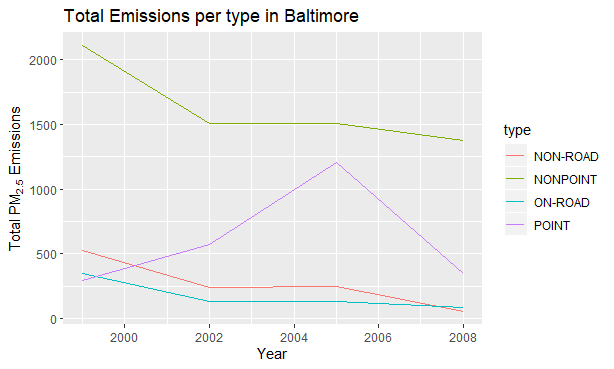 Total Emissions per type in Baltimore
Total PM2.5 Emissions
2000
1500
1000
500
0
2000
2002
2004
2006
2008
Year
type
NON-ROAD
NONPOINT
ON-ROAD
POINT